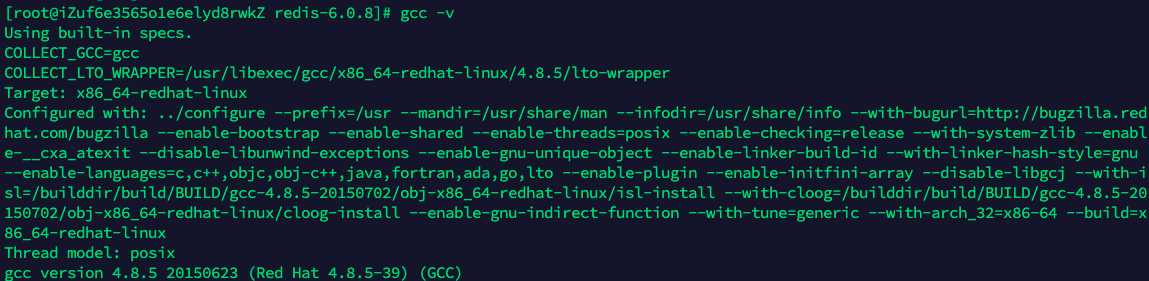 [root@iZuf6e3565o1e6elyd8rwkZ redis-6.0.8]# gcc -v
Using built-in specs.
COLLECT_GCC=gcc
COLLECT_LTO_WRAPPER=/usr/libexec/gcc/x86_64-redhat-linux/4.8.5/lto-wrapper
Target: x86_64-redhat-linux
Configured with: ../configure --prefix=/usr --mandir=/usr/share/man --infodir=/usr/share/info --with-bugurl=http://bugzilla.red
hat.com/bugzilla --enable-bootstrap --enable-shared --enable-threads=posix --enable-checking=release --with-system-zlib --enabl
e-__cxa_atexit --disable-libunwind-exceptions --enable-gnu-unique-object --enable-linker-build-id --with-linker-hash-style=gnu
--enable-languages=c,c++,objc,obj-c++,java,fortran,ada,go,lto --enable-plugin --enable-initfini-array --disable-libgcj --with-i
sl=/builddir/build/BUILD/gcc-4.8.5-20150702/obj-x86_64-redhat-linux/isl-install --with-cloog=/builddir/build/BUILD/gcc-4.8.5-20
150702/obj-x86_64-redhat-linux/cloog-install --enable-gnu-indirect-function --with-tune=generic --with-arch_32=x86-64 --build=x
86_64-redhat-linux
Thread model: posix
gcc version 4.8.5 20150623 (Red Hat 4.8.5-39) (GCC)